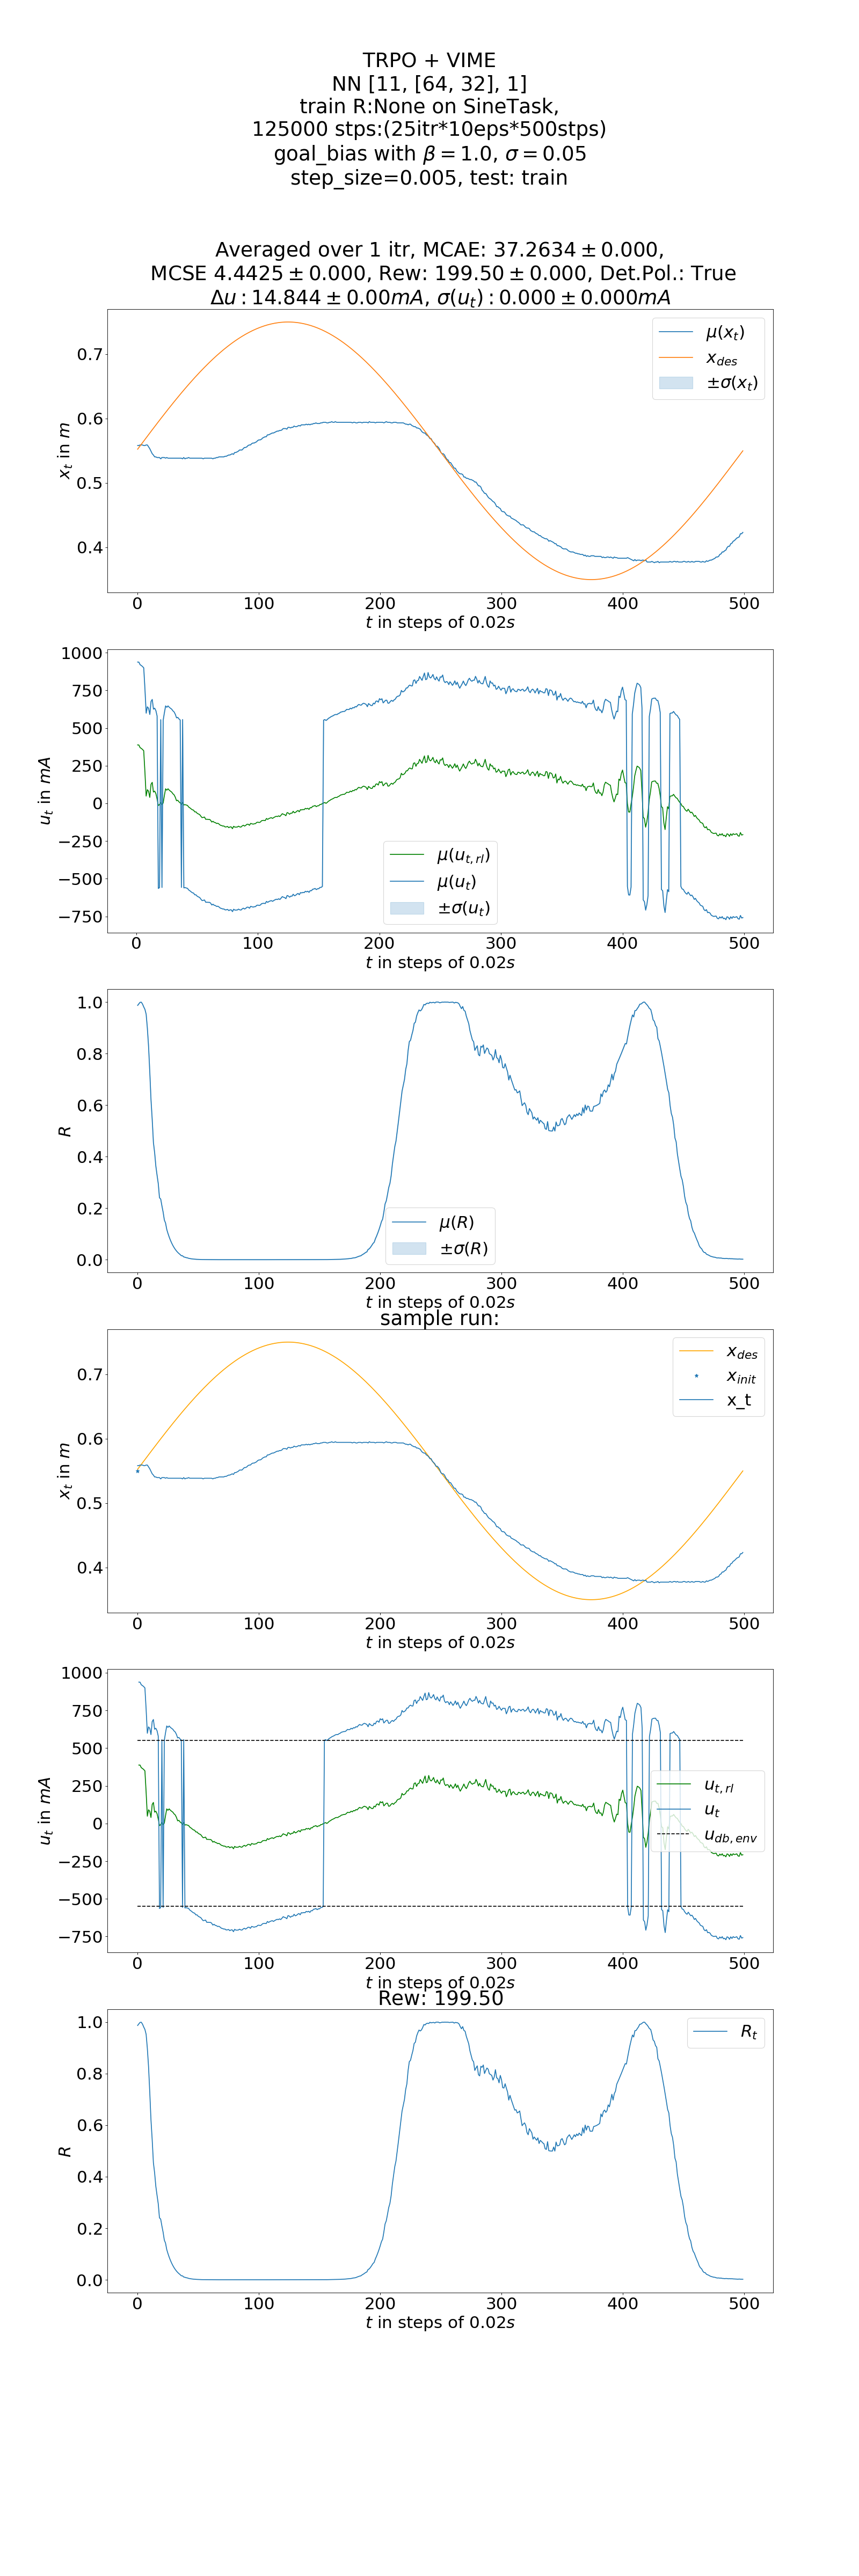 TRPO + VIME
NN [11, [64, 32], 1]
train R:None on SineTask,
125000 stps:(25itr*10eps*500stps)
goal_bias with β = 1.0, σ = 0.05
step_size=0.005, test: train
Averaged over 1 itr, MCAE: 37.2634 ± 0.000,
MCSE 4.4425 ± 0.000, Rew: 199.50 ± 0.000, Det.Pol.: True
Δu : 14.844 ± 0.00mA, σ(u_t) : 0.000 ± 0.000mA
0.7
0.6
0.5
0.4
x_t in m
μ(x_t)
x_des
±σ(x_t)
0 100 200 300 400 500
t in steps of 0.02s
1000
750
500
250
0
−250
−500
−750
u_t in mA
μ(u_t,rl)
μ(u_t)
±σ(u_t)
0 100 200 300 400 500
t in steps of 0.02s
1.0
0.8
0.6
0.4
0.2
0.0
R
μ(R)
±σ(R)
0 100 200 300 400 500
t in steps of 0.02s
sample run:
0.7
0.6
0.5
0.4
x_t in m
x_des
x_init
x_t
0 100 200 300 400 500
t in steps of 0.02s
1000
750
500
250
0
−250
−500
−750
u_t in mA
u_t,rl
u_t
u_db,env
0 100 200 300 400 500
t in steps of 0.02s
Rew: 199.50
1.0
0.8
0.6
0.4
0.2
0.0
R
R_t
0 100 200 300 400 500
t in steps of 0.02s